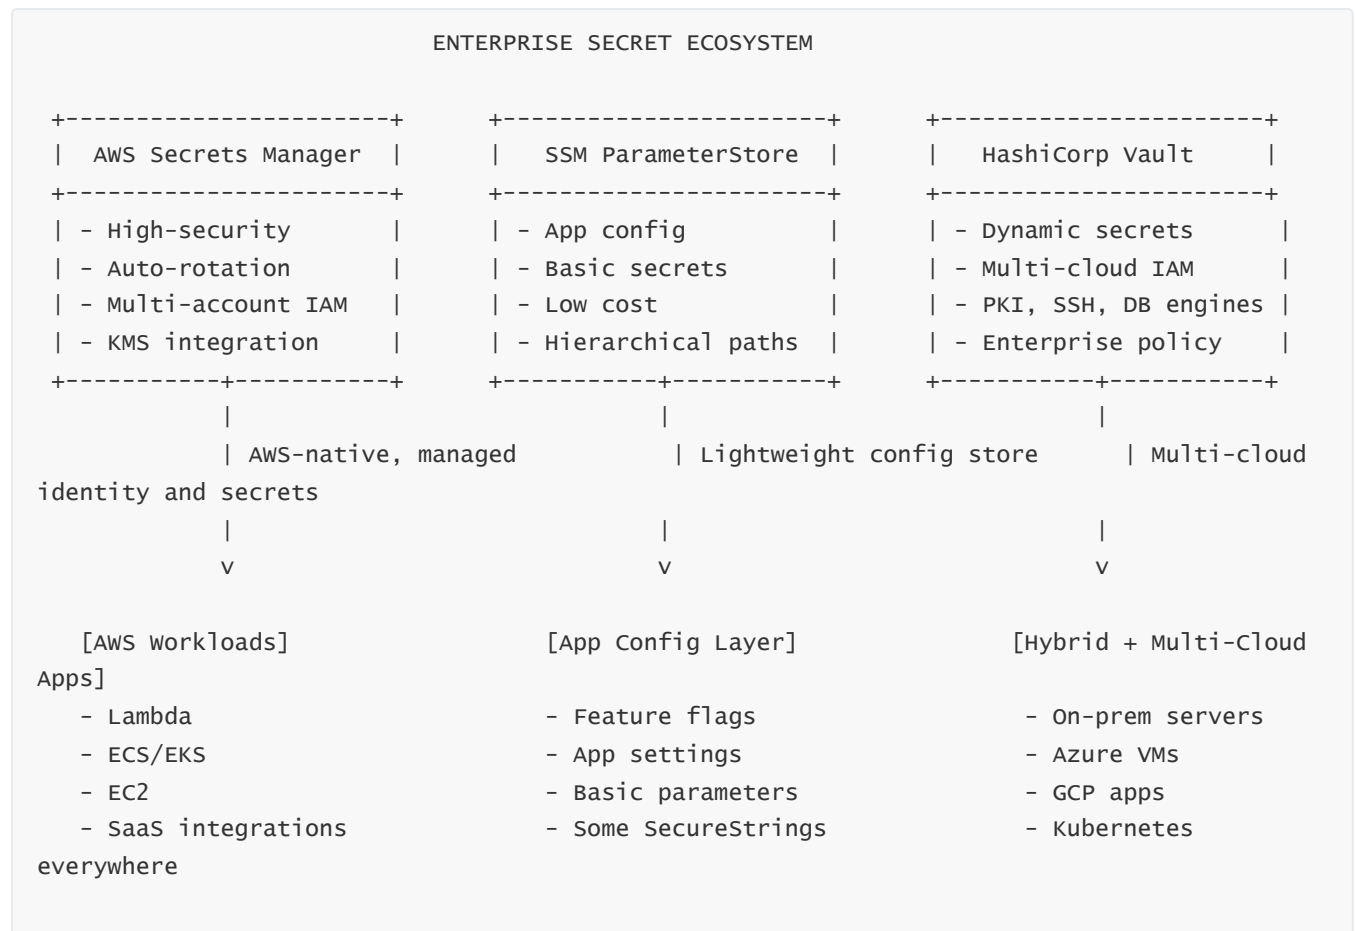 ENTERPRISE SECRET ECOSYSTEM
+-----------------------+      +-----------------------+      +-----------------------+
|  AWS Secrets Manager  |      |   SSM ParameterStore  |      |   HashiCorp Vault     |
+-----------------------+      +-----------------------+      +-----------------------+
| - High-security       |      | - App config          |      | - Dynamic secrets      |
| - Auto-rotation       |      | - Basic secrets       |      | - Multi-cloud IAM      |
| - Multi-account IAM   |      | - Low cost            |      | - PKI, SSH, DB engines |
| - KMS integration     |      | - Hierarchical paths  |      | - Enterprise policy    |
+-----------+-----------+      +-----------+-----------+      +-----------+-----------+
            |                              |                              |
            | AWS-native, managed           | Lightweight config store      | Multi-cloud
identity and secrets
            |                              |                              |
            v                              v                              v
[AWS Workloads]                  [App Config Layer]               [Hybrid + Multi-Cloud
Apps]
- Lambda                         - Feature flags                   - On-prem servers
- ECS/EKS                        - App settings                    - Azure VMs
- EC2                            - Basic parameters                - GCP apps
- SaaS integrations              - Some SecureStrings              - Kubernetes
everywhere